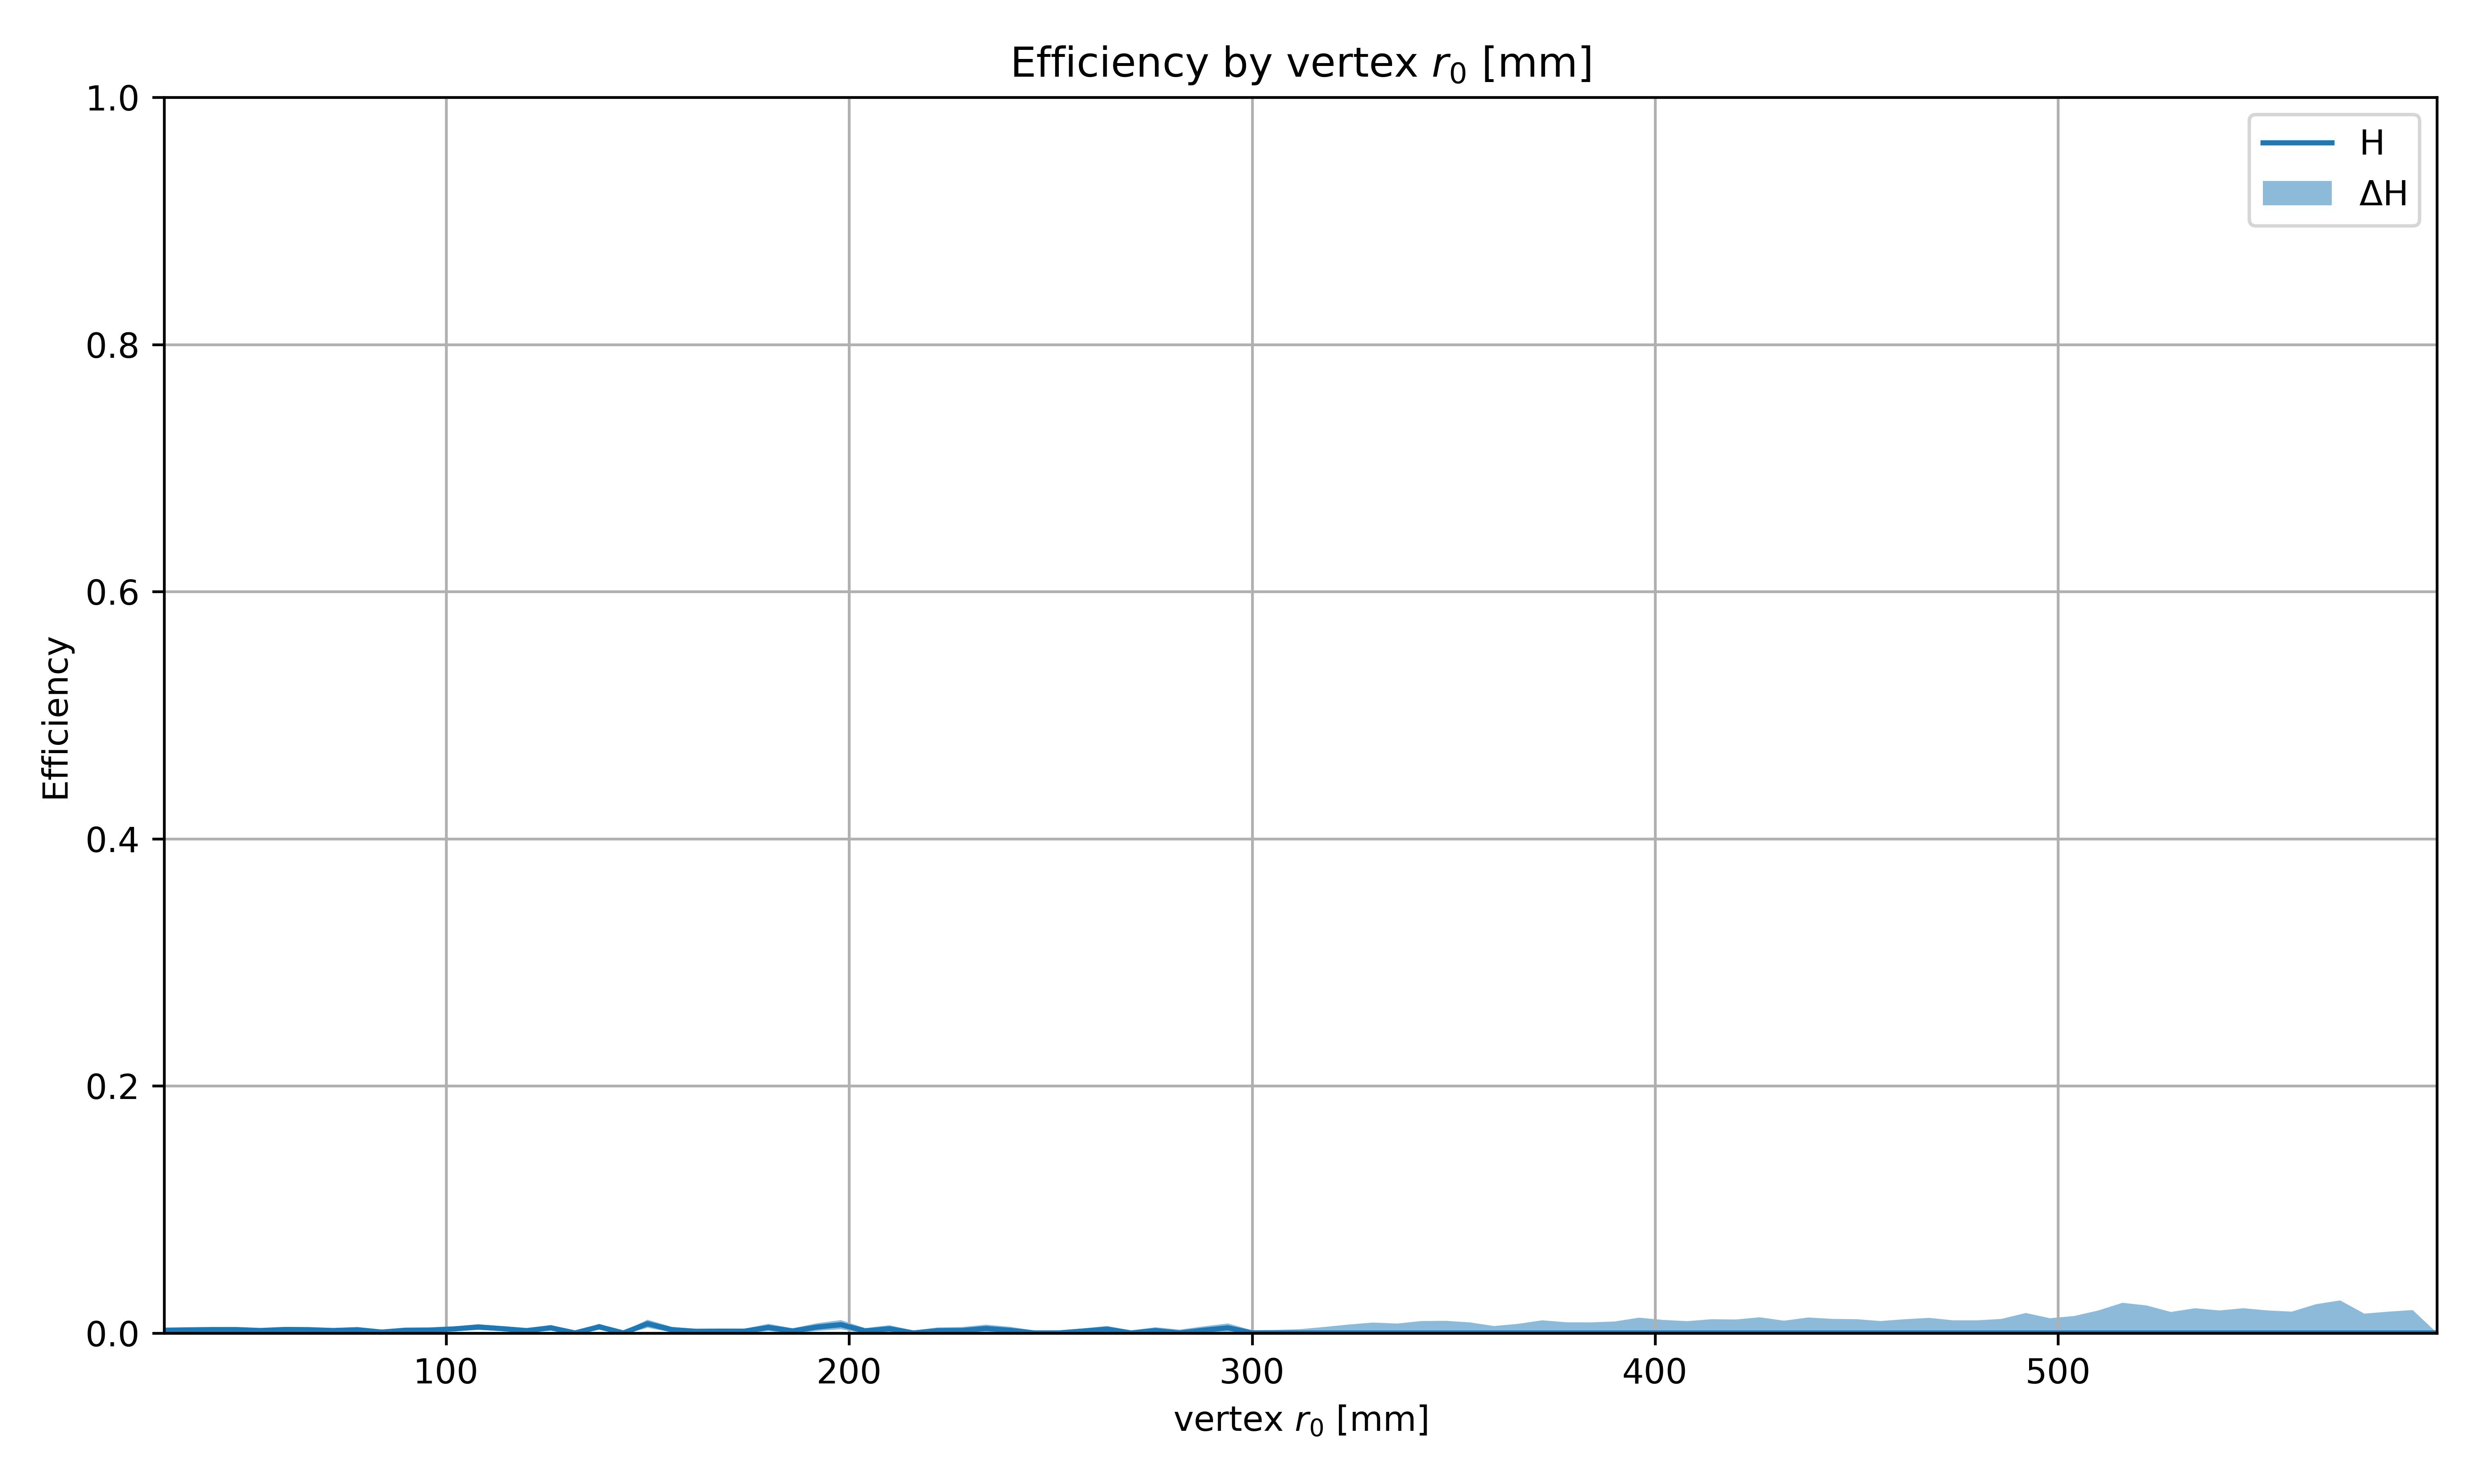 Efficiency by vertex r₀ [mm]
1.0
0.8
0.6
0.4
0.2
0.0
Efficiency
H
ΔH
100 200 300 400 500
vertex r₀ [mm]